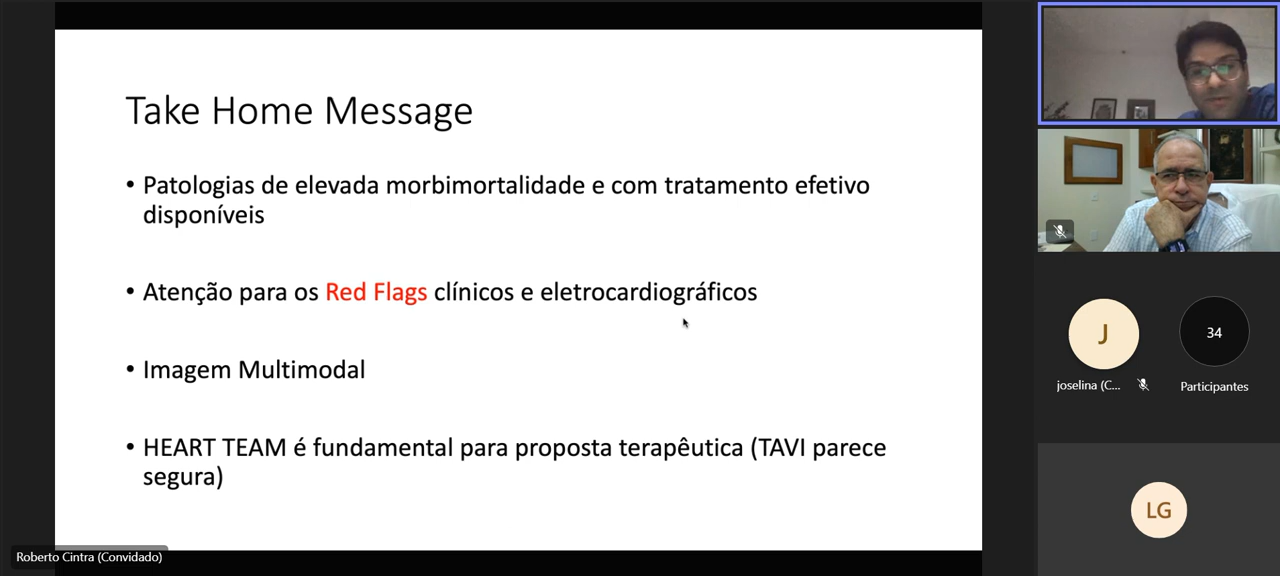 Take Home Message
• Patologias de elevada morbimortalidade e com tratamento efetivo
disponíveis
• Atenção para os Red Flags clínicos e eletrocardiográficos
• Imagem Multimodal
• HEART TEAM é fundamental para proposta terapêutica (TAVI parece
segura)
Roberto Cintra (Convidado)
J
joselina (C...
34
Participantes
LG